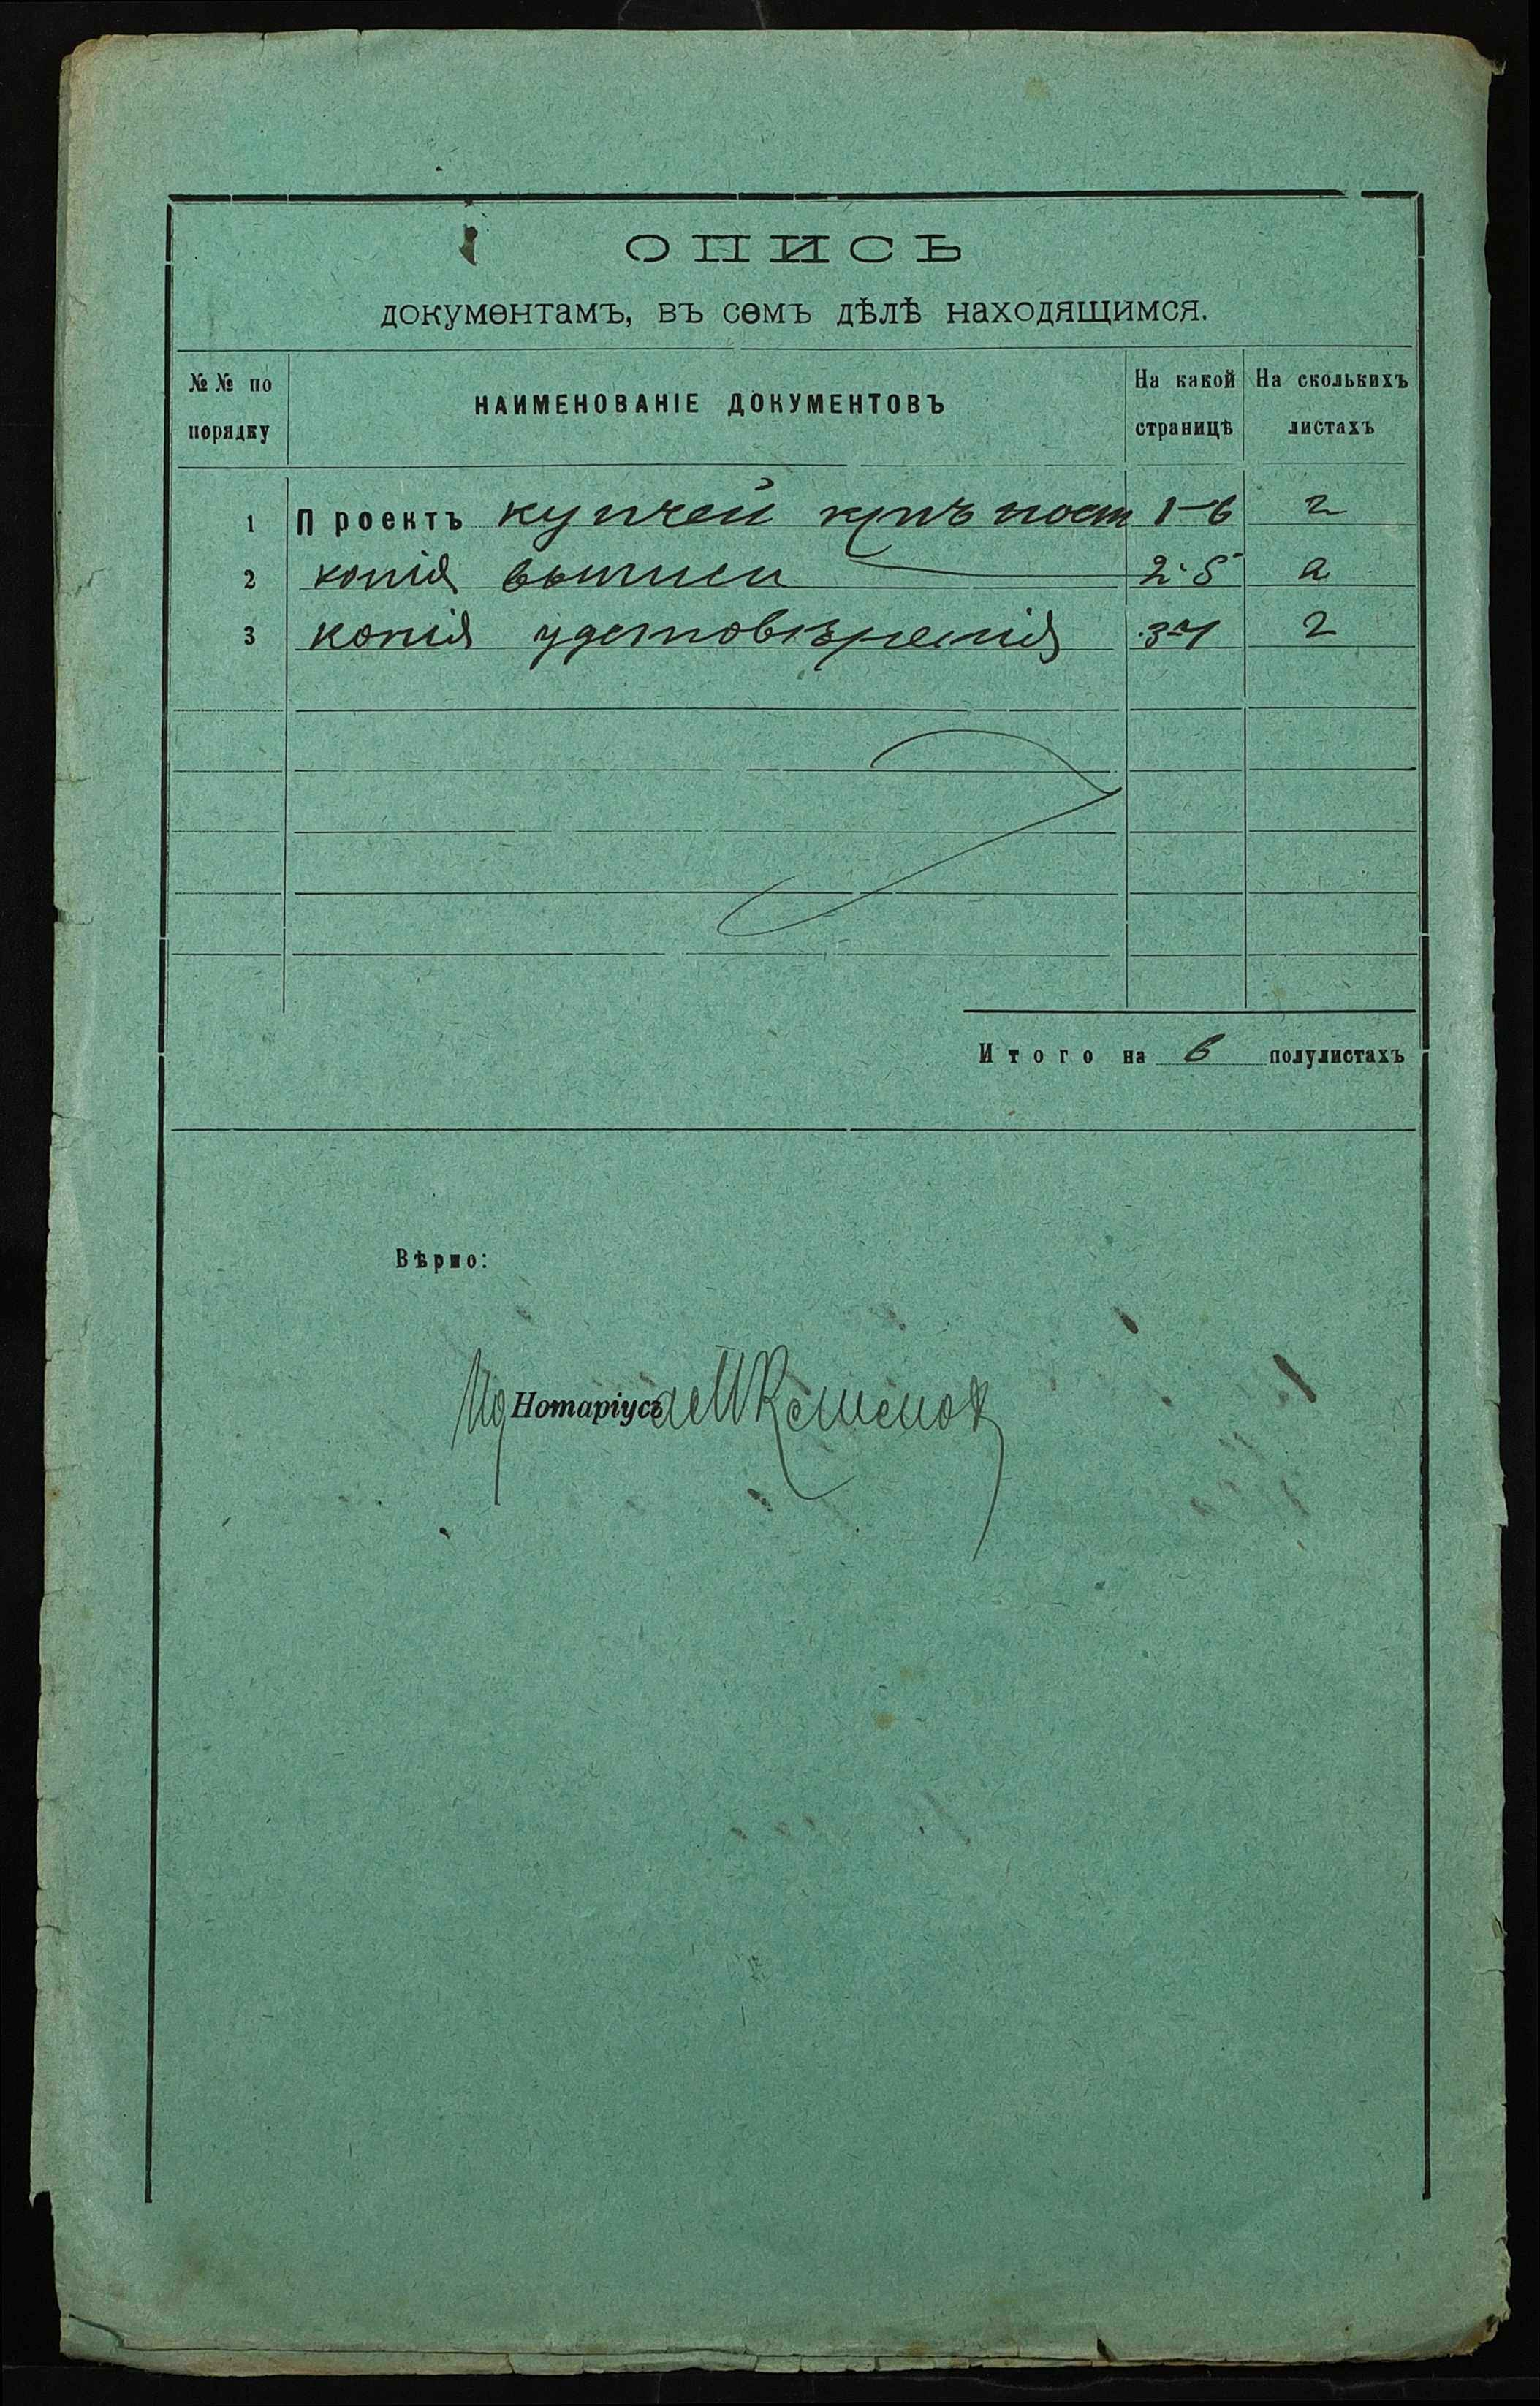 ОПИСЬ
документамъ, въ семъ дѣлѣ находящимся.
№№ по порядку
НАИМЕНОВАНІЕ ДОКУМЕНТОВЪ
На какой страницѣ
На сколькихъ листахъ
1 Проектъ купчей крѣпост 1-6 2
2 копія выписи 2-5 2
3 копія удостовѣренія 3-4 2
Итого на 6 полулистахъ
Вѣрно:
Нотаріусъ